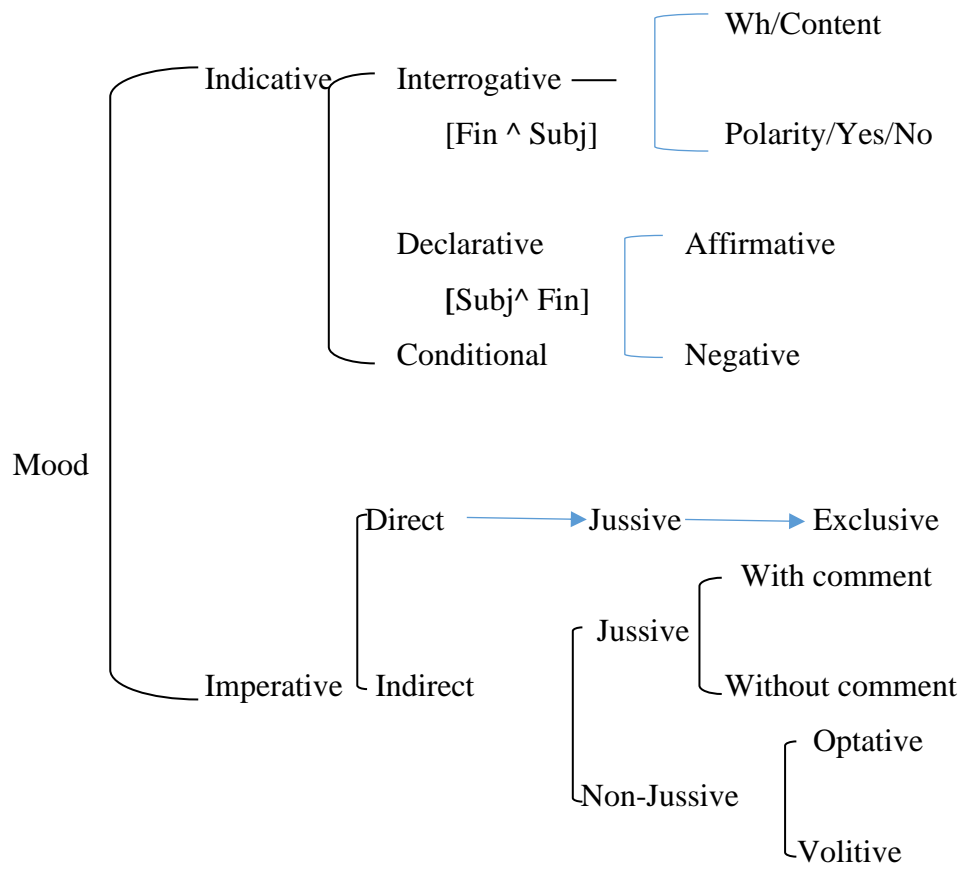 Wh/Content
Indicative Interrogative
[Fin ^ Subj] Polarity/Yes/No
Declarative Affirmative
[Subj^ Fin]
Conditional Negative
Mood
Direct Jussive Exclusive
With comment
Jussive
Imperative Indirect Without comment
Optative
Non-Jussive
Volitive